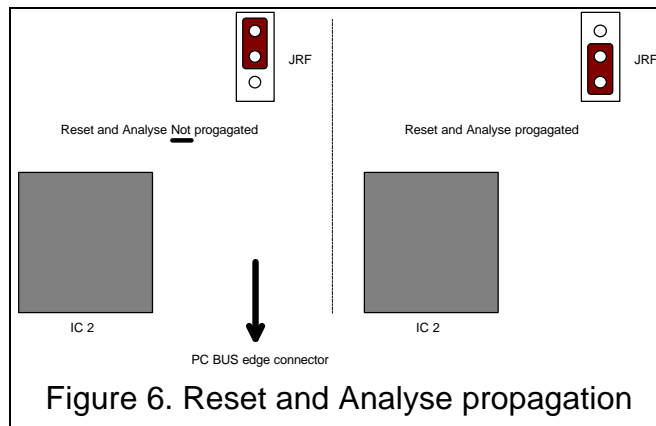 JRF
JRF
Reset and Analyse Not progagated
Reset and Analyse progagated
IC 2
IC 2
PC BUS edge connector
Figure 6. Reset and Analyse propagation